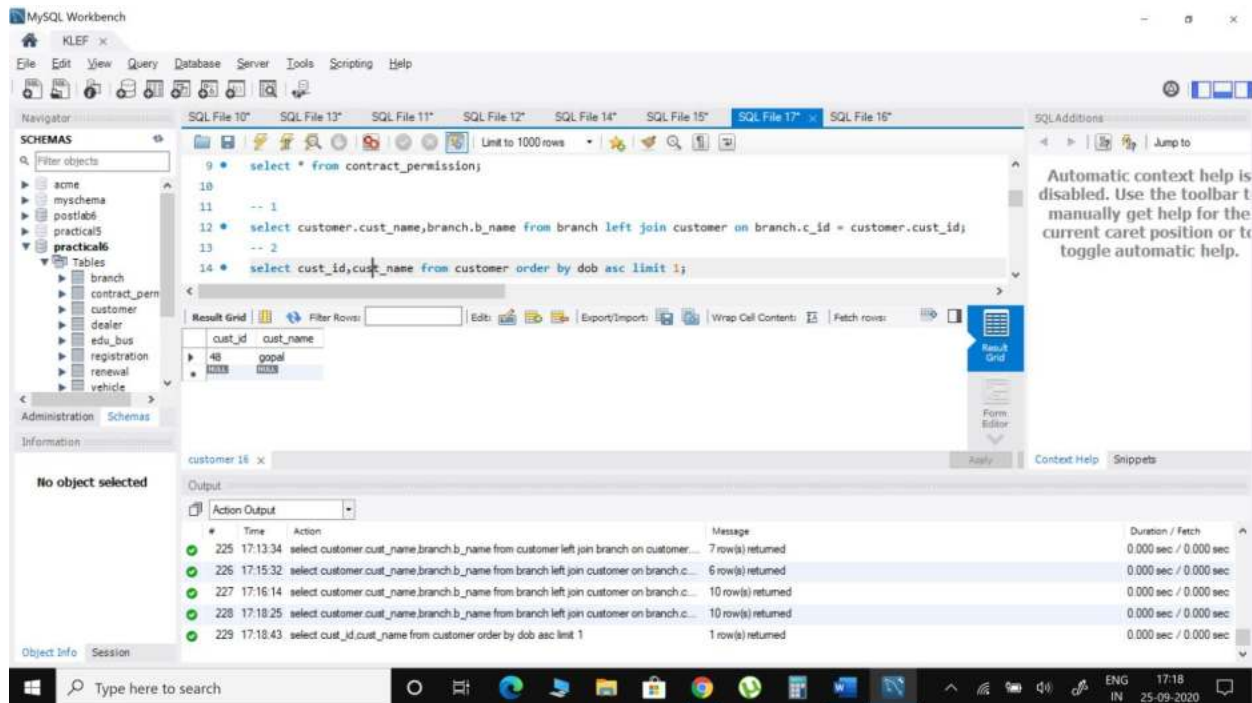 MySQL Workbench
KLEF ×
File Edit View Query Database Server Tools Scripting Help
Navigator
SCHEMAS
Filter objects
acme
myschema
postlab6
practical5
practical6
Tables
branch
contract_perm
customer
dealer
edu_bus
registration
renewal
vehicle
Administration Schemas
Information
No object selected
Object Info Session
SQL File 10* SQL File 13* SQL File 11* SQL File 12* SQL File 14* SQL File 15* SQL File 17* × SQL File 16*
Limit to 1000 rows
9 select * from contract_permission;
10
11 -- 1
12 select customer.cust_name,branch.b_name from branch left join customer on branch.c_id = customer.cust_id;
13 -- 2
14 select cust_id,cust_name from customer order by dob asc limit 1;
Result Grid Filter Rows: Edit: Export/Import: Wrap Cell Content: Fetch rows:
cust_id cust_name
48 gopal
NULL NULL
Result Grid
Form Editor
customer 16 × Apply
Output
Action Output
# Time Action Message Duration / Fetch
225 17:13:34 select customer.cust_name,branch.b_name from customer left join branch on customer.... 7 row(s) returned 0.000 sec / 0.000 sec
226 17:15:32 select customer.cust_name,branch.b_name from branch left join customer on branch.c... 6 row(s) returned 0.000 sec / 0.000 sec
227 17:16:14 select customer.cust_name,branch.b_name from branch left join customer on branch.c... 10 row(s) returned 0.000 sec / 0.000 sec
228 17:18:25 select customer.cust_name,branch.b_name from branch left join customer on branch.c... 10 row(s) returned 0.000 sec / 0.000 sec
229 17:18:43 select cust_id,cust_name from customer order by dob asc limit 1 1 row(s) returned 0.000 sec / 0.000 sec
SQLAdditions
Jump to
Automatic context help is
disabled. Use the toolbar t
manually get help for the
current caret position or to
toggle automatic help.
Context Help Snippets
Type here to search
ENG
IN
17:18
25-09-2020